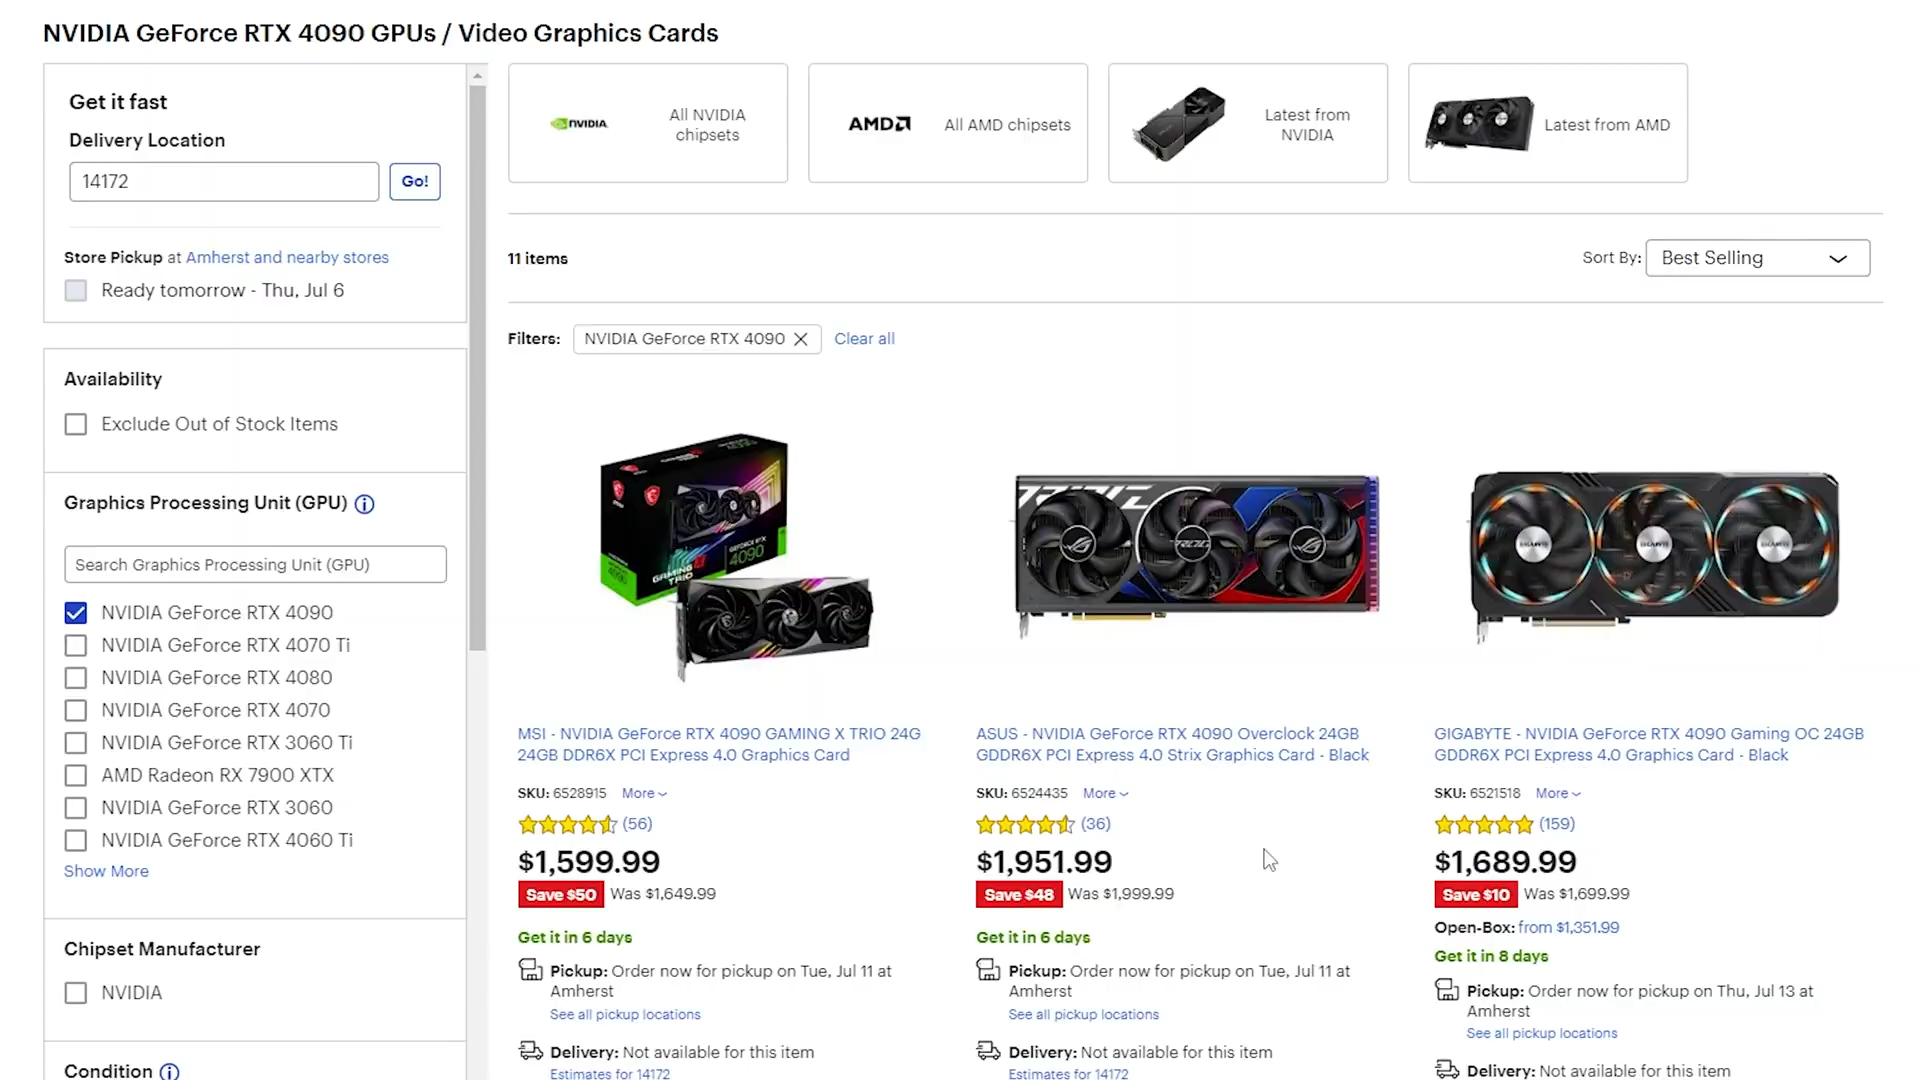 NVIDIA GeForce RTX 4090 GPUs / Video Graphics Cards
Get it fast
Delivery Location
14172
Go!
Store Pickup at Amherst and nearby stores
Ready tomorrow - Thu, Jul 6
Availability
Exclude Out of Stock Items
Graphics Processing Unit (GPU)
Search Graphics Processing Unit (GPU)
NVIDIA GeForce RTX 4090
NVIDIA GeForce RTX 4070 Ti
NVIDIA GeForce RTX 4080
NVIDIA GeForce RTX 4070
NVIDIA GeForce RTX 3060 Ti
AMD Radeon RX 7900 XTX
NVIDIA GeForce RTX 3060
NVIDIA GeForce RTX 4060 Ti
Show More
Chipset Manufacturer
NVIDIA
Condition
NVIDIA
All NVIDIA
chipsets
AMD
All AMD chipsets
Latest from
NVIDIA
Latest from AMD
11 items
Sort By: Best Selling
Filters: NVIDIA GeForce RTX 4090 Clear all
GEFORCE RTX
4090
GAMING
TRIO
MSI - NVIDIA GeForce RTX 4090 GAMING X TRIO 24G
24GB DDR6X PCI Express 4.0 Graphics Card
SKU: 6528915 More
(56)
$1,599.99
Save $50 Was $1,649.99
Get it in 6 days
Pickup: Order now for pickup on Tue, Jul 11 at
Amherst
See all pickup locations
Delivery: Not available for this item
Estimates for 14172
ASUS - NVIDIA GeForce RTX 4090 Overclock 24GB
GDDR6X PCI Express 4.0 Strix Graphics Card - Black
SKU: 6524435 More
(36)
$1,951.99
Save $48 Was $1,999.99
Get it in 6 days
Pickup: Order now for pickup on Tue, Jul 11 at
Amherst
See all pickup locations
Delivery: Not available for this item
Estimates for 14172
GIGABYTE GIGABYTE GIGABYTE
GIGABYTE - NVIDIA GeForce RTX 4090 Gaming OC 24GB
GDDR6X PCI Express 4.0 Graphics Card - Black
SKU: 6521518 More
(159)
$1,689.99
Save $10 Was $1,699.99
Open-Box: from $1,351.99
Get it in 8 days
Pickup: Order now for pickup on Thu, Jul 13 at
Amherst
See all pickup locations
Delivery: Not available for this item